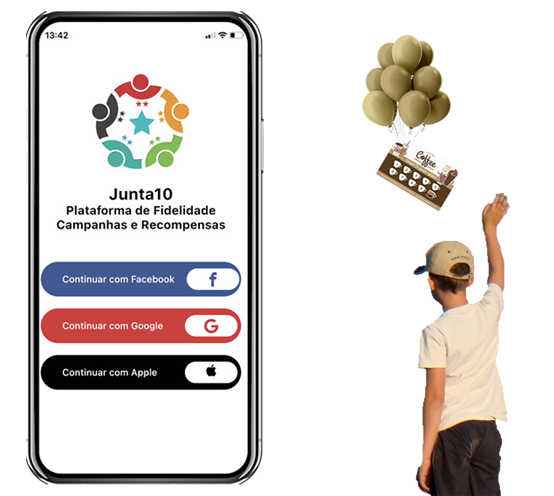 13:42
Junta10
Plataforma de Fidelidade
Campanhas e Recompensas
Continuar com Facebook
f
Continuar com Google
G
Continuar com Apple
Coffee